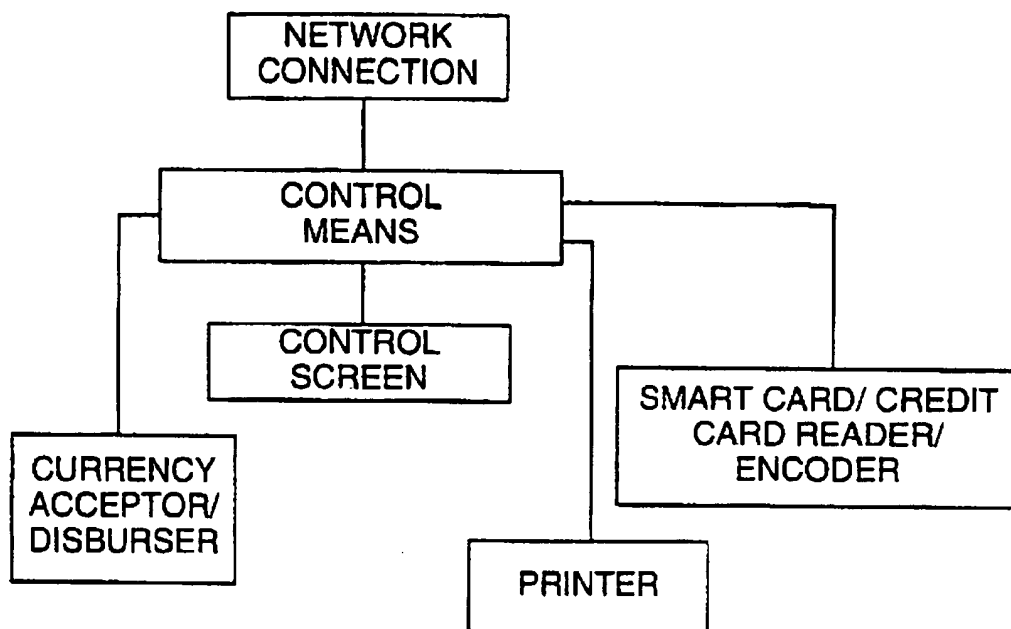 NETWORK
CONNECTION
CONTROL
MEANS
CONTROL
SCREEN
SMART CARD/ CREDIT
CARD READER/
ENCODER
CURRENCY
ACCEPTOR/
DISBURSER
PRINTER